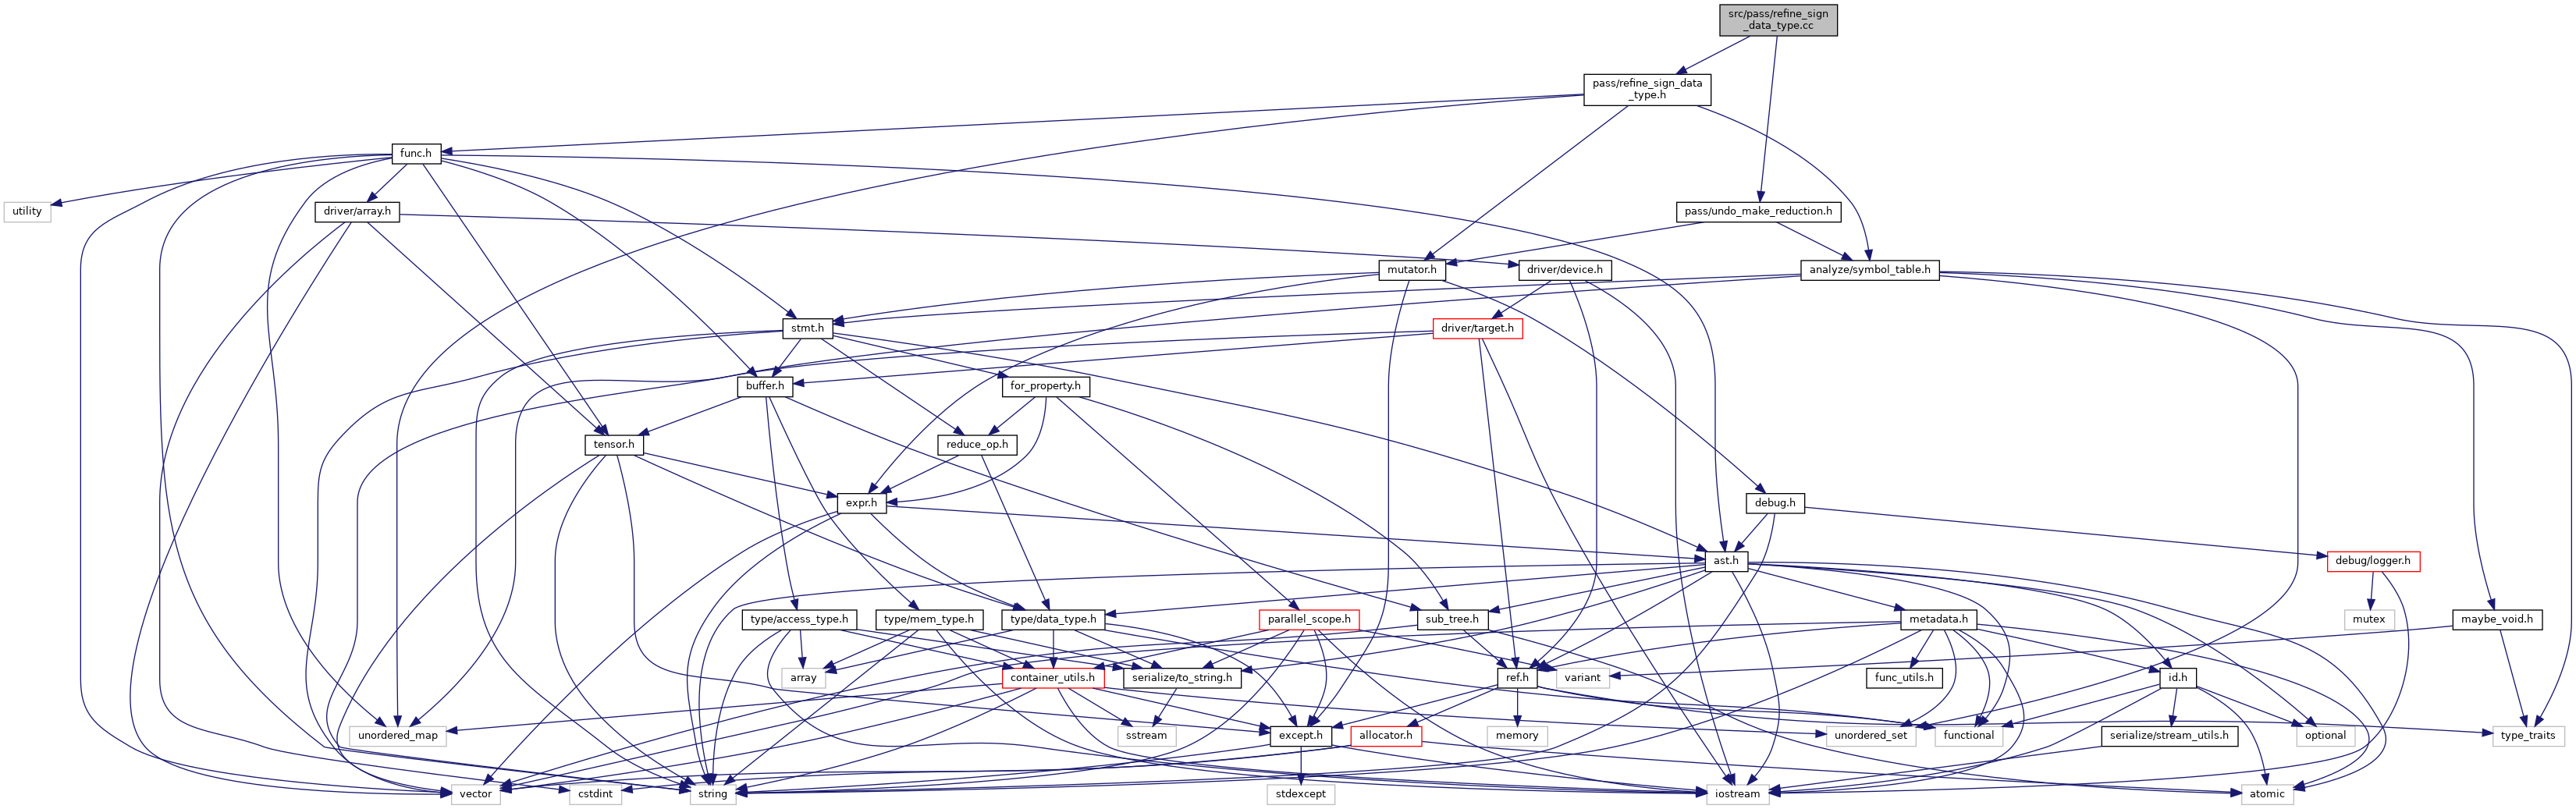 src/pass/refine_sign
_data_type.cc
pass/refine_sign_data
_type.h
func.h
utility
driver/array.h
pass/undo_make_reduction.h
mutator.h
driver/device.h
analyze/symbol_table.h
stmt.h
driver/target.h
buffer.h
for_property.h
tensor.h
reduce_op.h
expr.h
debug.h
ast.h
debug/logger.h
type/access_type.h
type/mem_type.h
type/data_type.h
parallel_scope.h
sub_tree.h
metadata.h
mutex
maybe_void.h
array
container_utils.h
serialize/to_string.h
variant
ref.h
func_utils.h
id.h
unordered_map
sstream
except.h
allocator.h
memory
unordered_set
functional
serialize/stream_utils.h
optional
type_traits
vector
cstdint
string
stdexcept
iostream
atomic